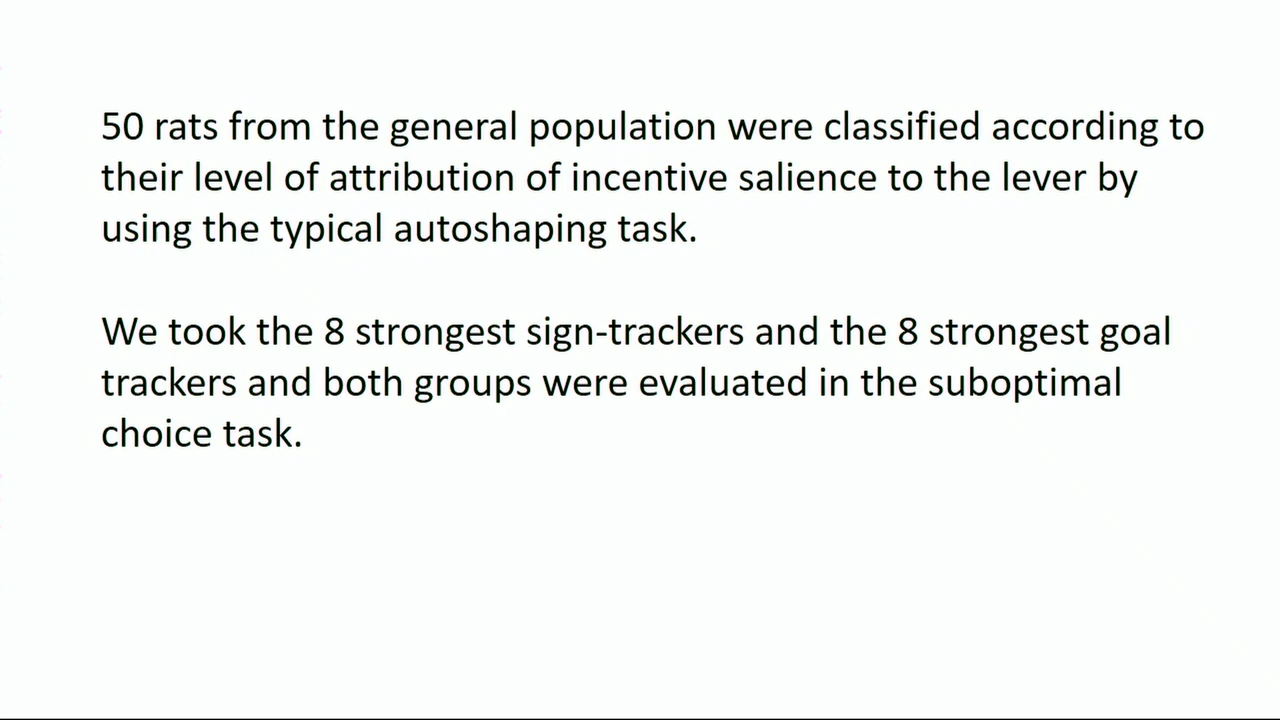 50 rats from the general population were classified according to
their level of attribution of incentive salience to the lever by
using the typical autoshaping task.
We took the 8 strongest sign-trackers and the 8 strongest goal
trackers and both groups were evaluated in the suboptimal
choice task.